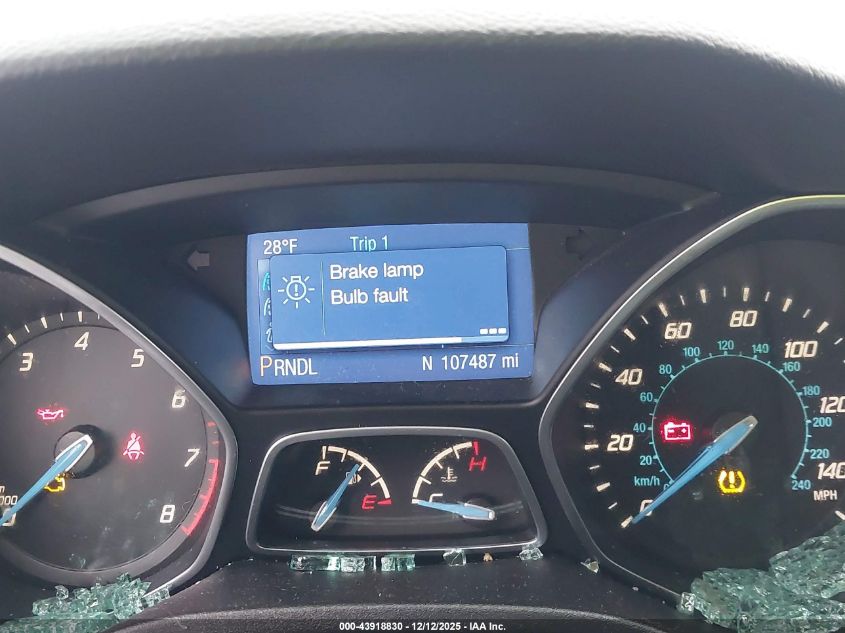 28°F Trip 1
Brake lamp
Bulb fault
PRNDL N 107487 mi
3 4 5 6 7 8
000
F E
C H
0 20 40 60 80 100 120 140
MPH
20 40 60 80 100 120 140 160 180 200 220 240
km/h
000-43918830 - 12/12/2025 - IAA Inc.